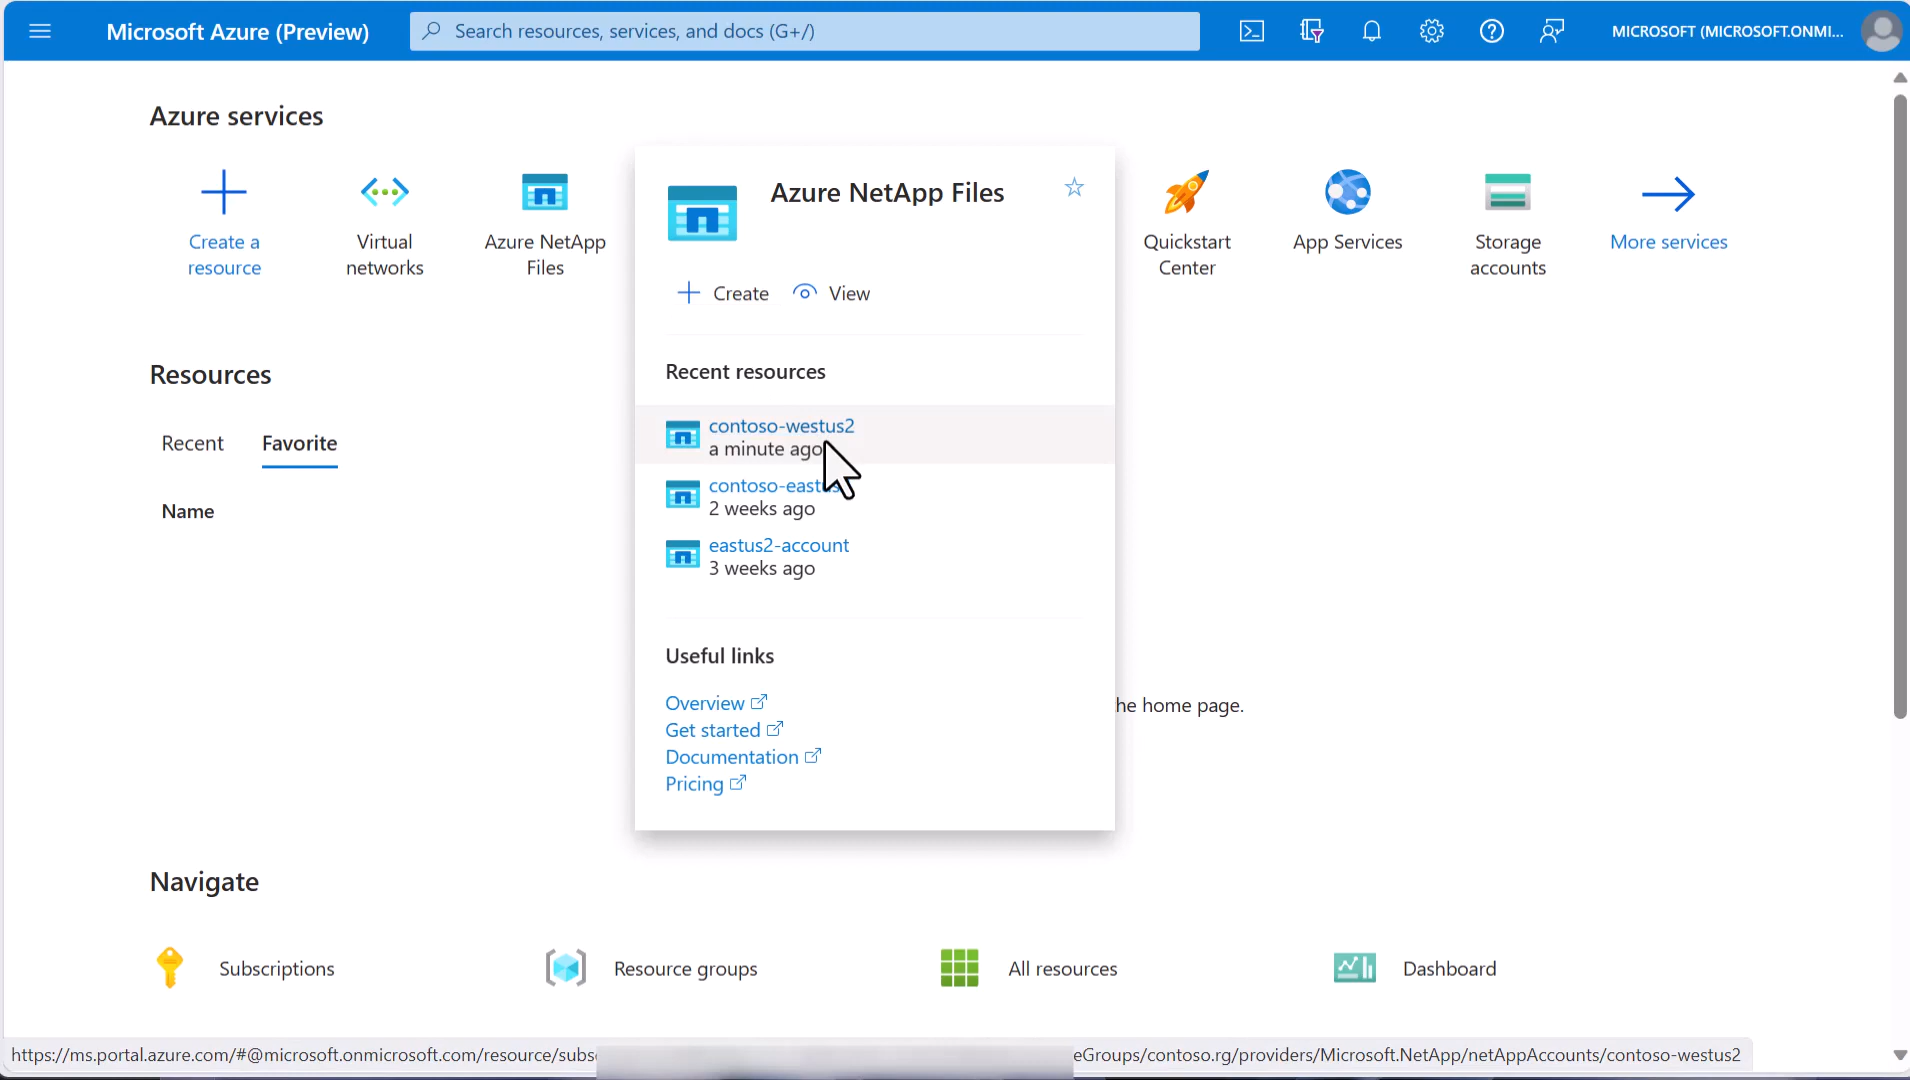 Microsoft Azure (Preview)
Search resources, services, and docs (G+/)
MICROSOFT (MICROSOFT.ONMI...
Azure services
Create a
resource
Virtual
networks
Azure NetApp
Files
Azure NetApp Files
Create
View
Recent resources
contoso-westus2
a minute ago
contoso-eastus
2 weeks ago
eastus2-account
3 weeks ago
Useful links
Overview
Get started
Documentation
Pricing
Quickstart
Center
App Services
Storage
accounts
More services
Resources
Recent
Favorite
Name
he home page.
Navigate
Subscriptions
Resource groups
All resources
Dashboard
https://ms.portal.azure.com/#@microsoft.onmicrosoft.com/resource/subs
eGroups/contoso.rg/providers/Microsoft.NetApp/netAppAccounts/contoso-westus2